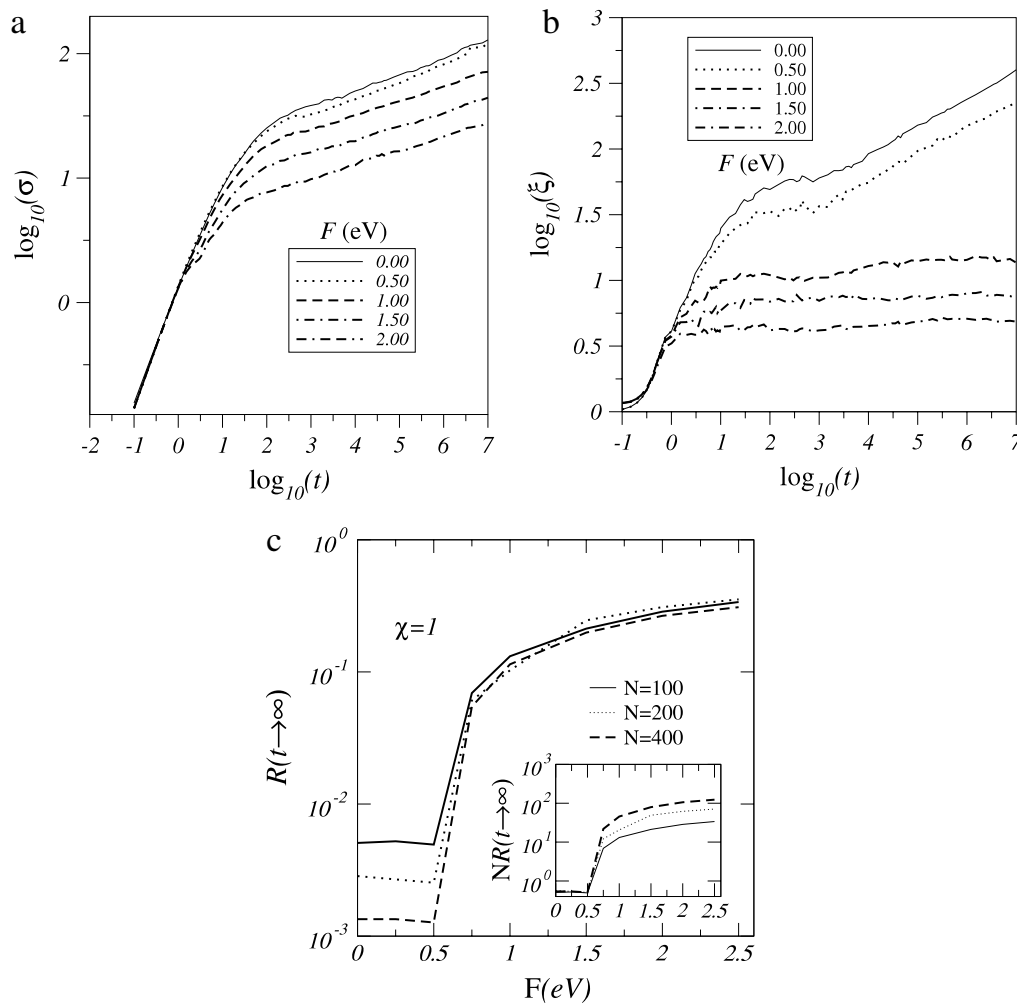 a
log10(σ)
2
1
0
F (eV)
0.00
0.50
1.00
1.50
2.00
-2 -1 0 1 2 3 4 5 6 7
log10(t)
b
log10(ξ)
3
2.5
2
1.5
1
0.5
0
0.00
0.50
1.00
1.50
2.00
F (eV)
-1 0 1 2 3 4 5 6 7
log10(t)
c
R(t→∞)
10^0
10^-1
10^-2
10^-3
χ=1
N=100
N=200
N=400
NR(t→∞)
10^3
10^2
10^1
10^0
0 0.5 1 1.5 2 2.5
0 0.5 1 1.5 2 2.5
F(eV)